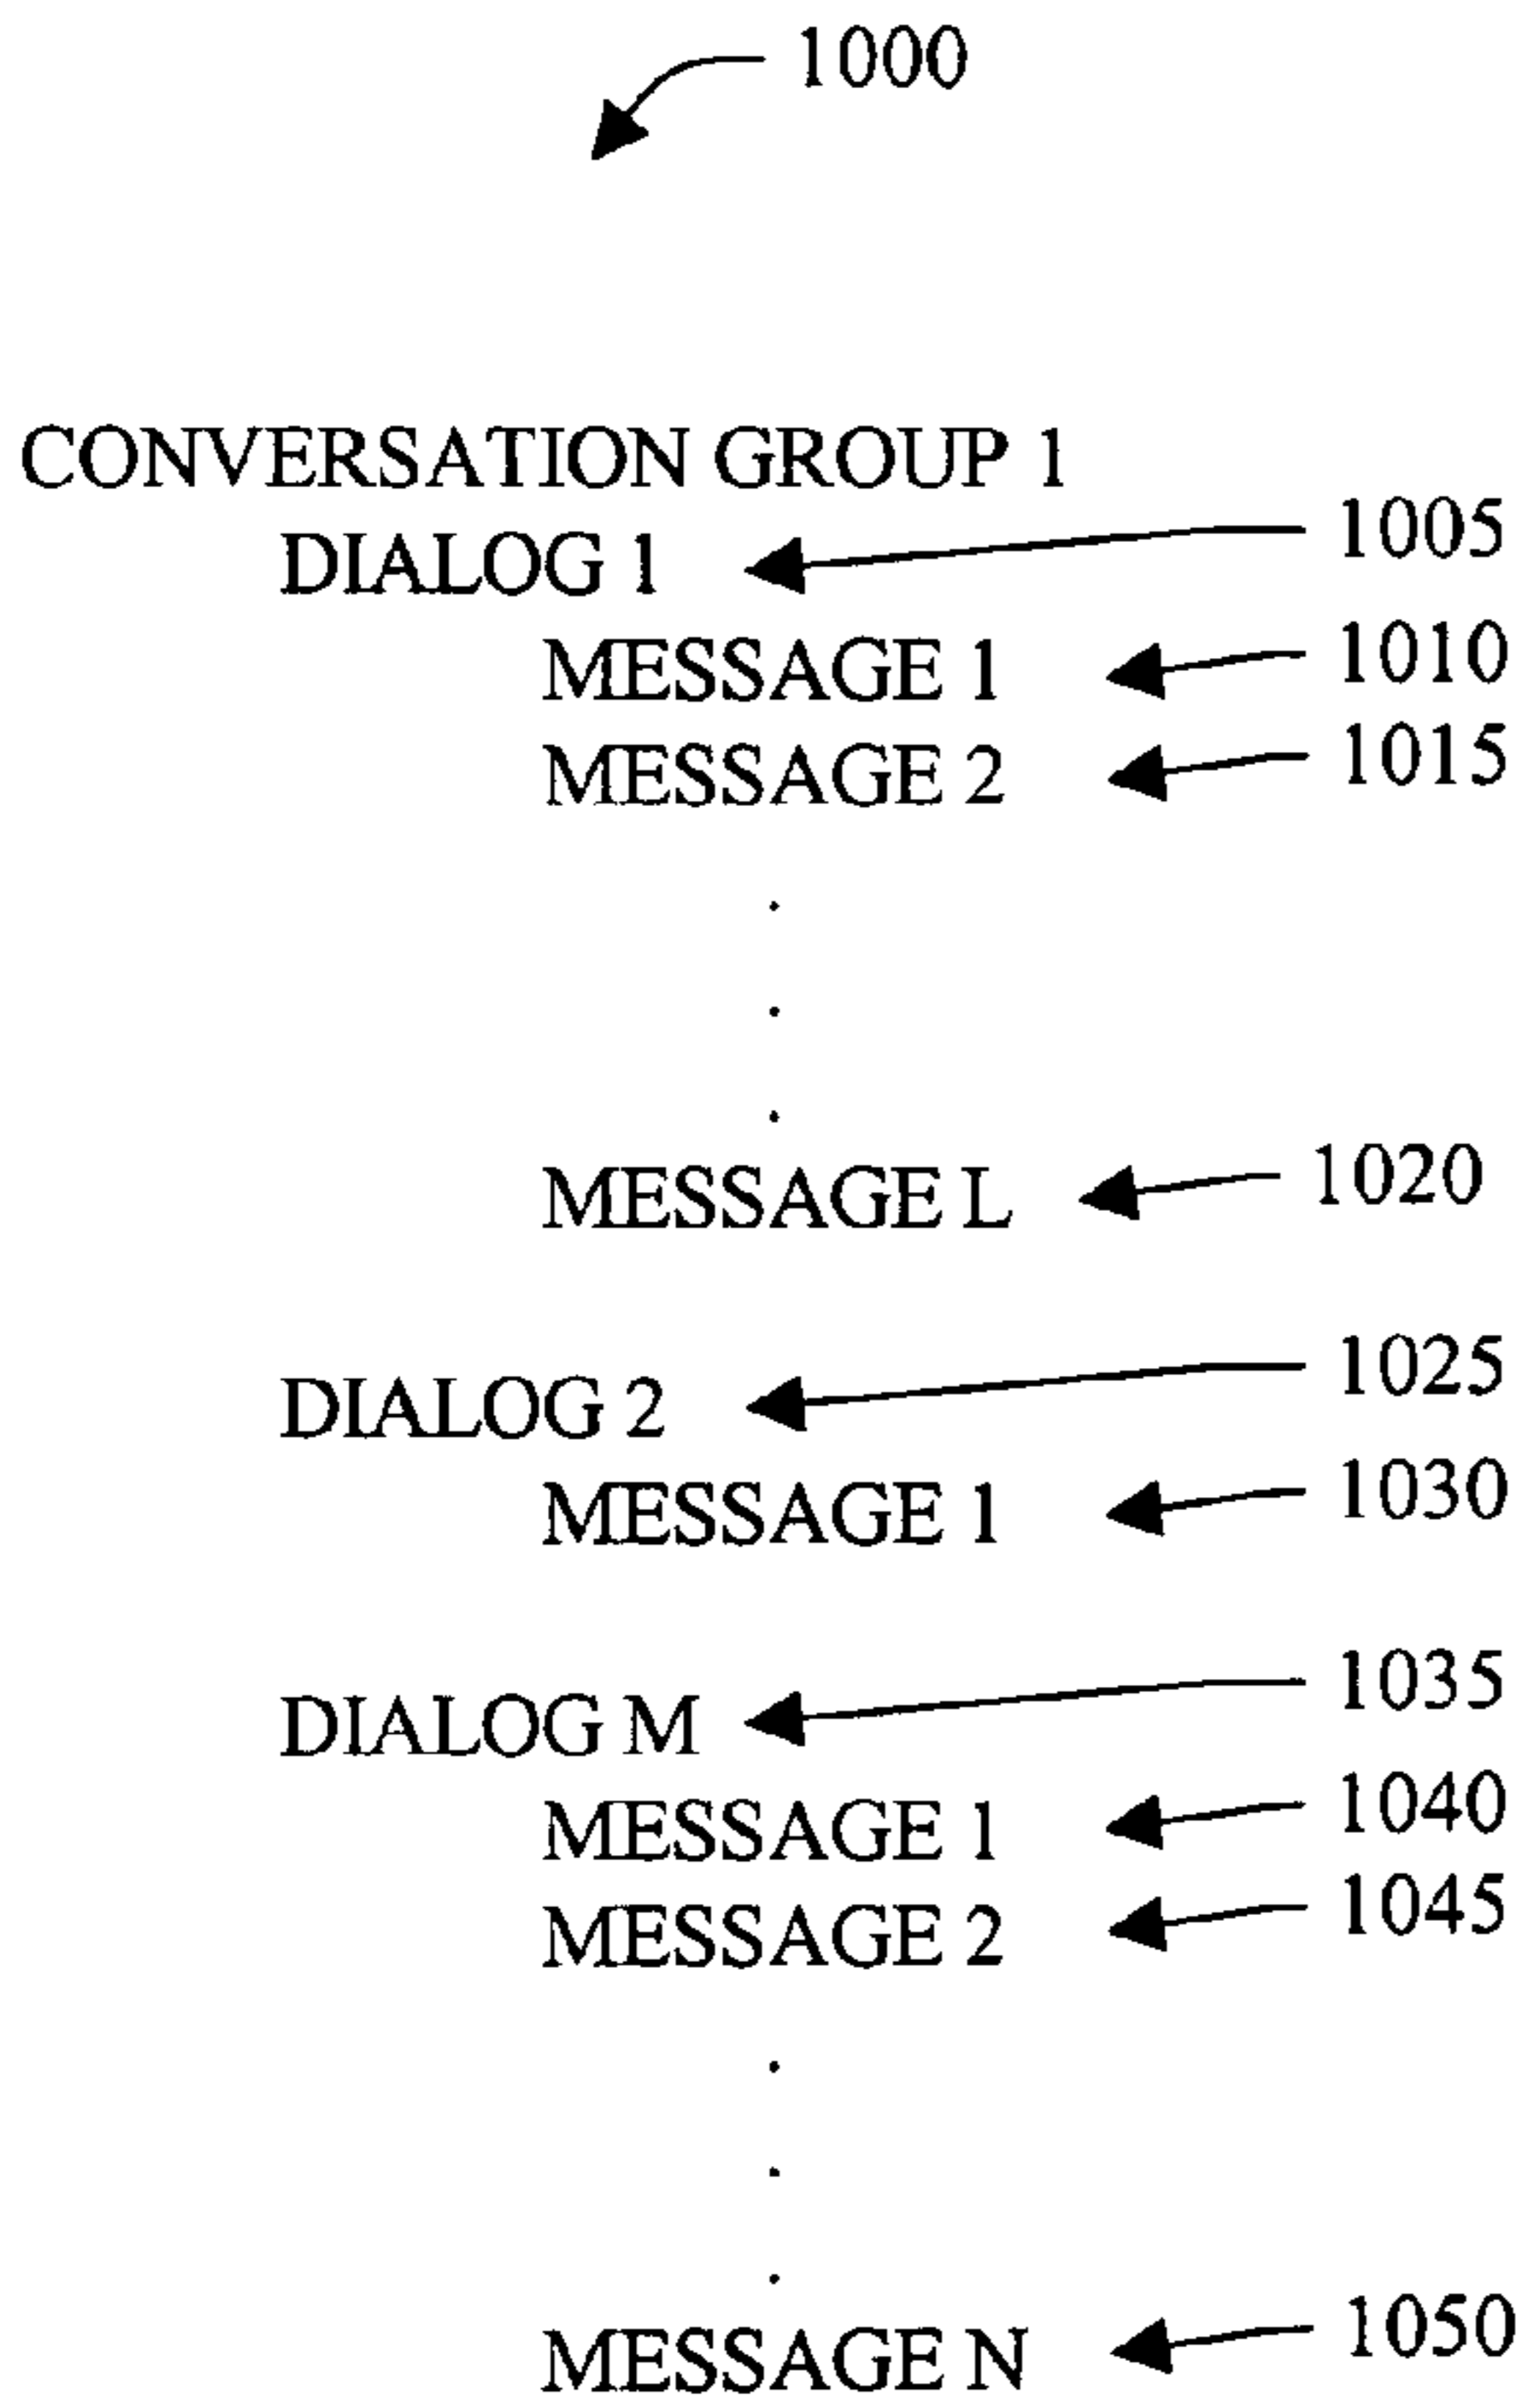 1000
CONVERSATION GROUP 1
DIALOG 1 1005
MESSAGE 1 1010
MESSAGE 2 1015
.
.
.
MESSAGE L 1020
DIALOG 2 1025
MESSAGE 1 1030
DIALOG M 1035
MESSAGE 1 1040
MESSAGE 2 1045
.
.
.
MESSAGE N 1050